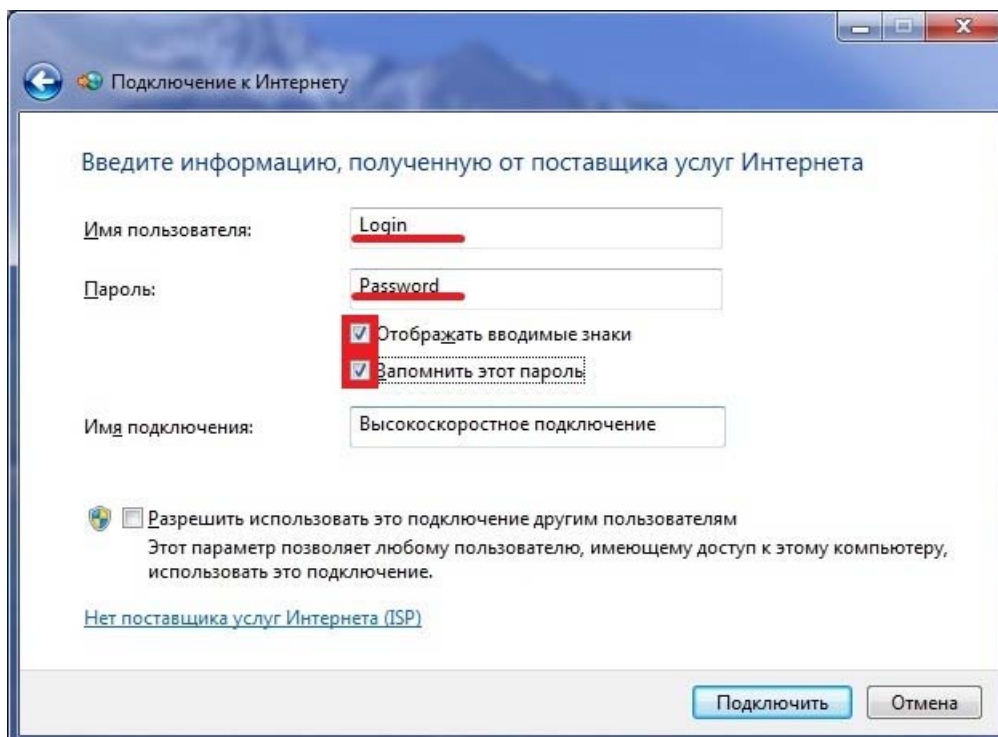 Подключение к Интернету
Введите информацию, полученную от поставщика услуг Интернета
Имя пользователя: Login
Пароль: Password
Отображать вводимые знаки
Запомнить этот пароль
Имя подключения: Высокоскоростное подключение
Разрешить использовать это подключение другим пользователям
Этот параметр позволяет любому пользователю, имеющему доступ к этому компьютеру,
использовать это подключение.
Нет поставщика услуг Интернета (ISP)
Подключить Отмена